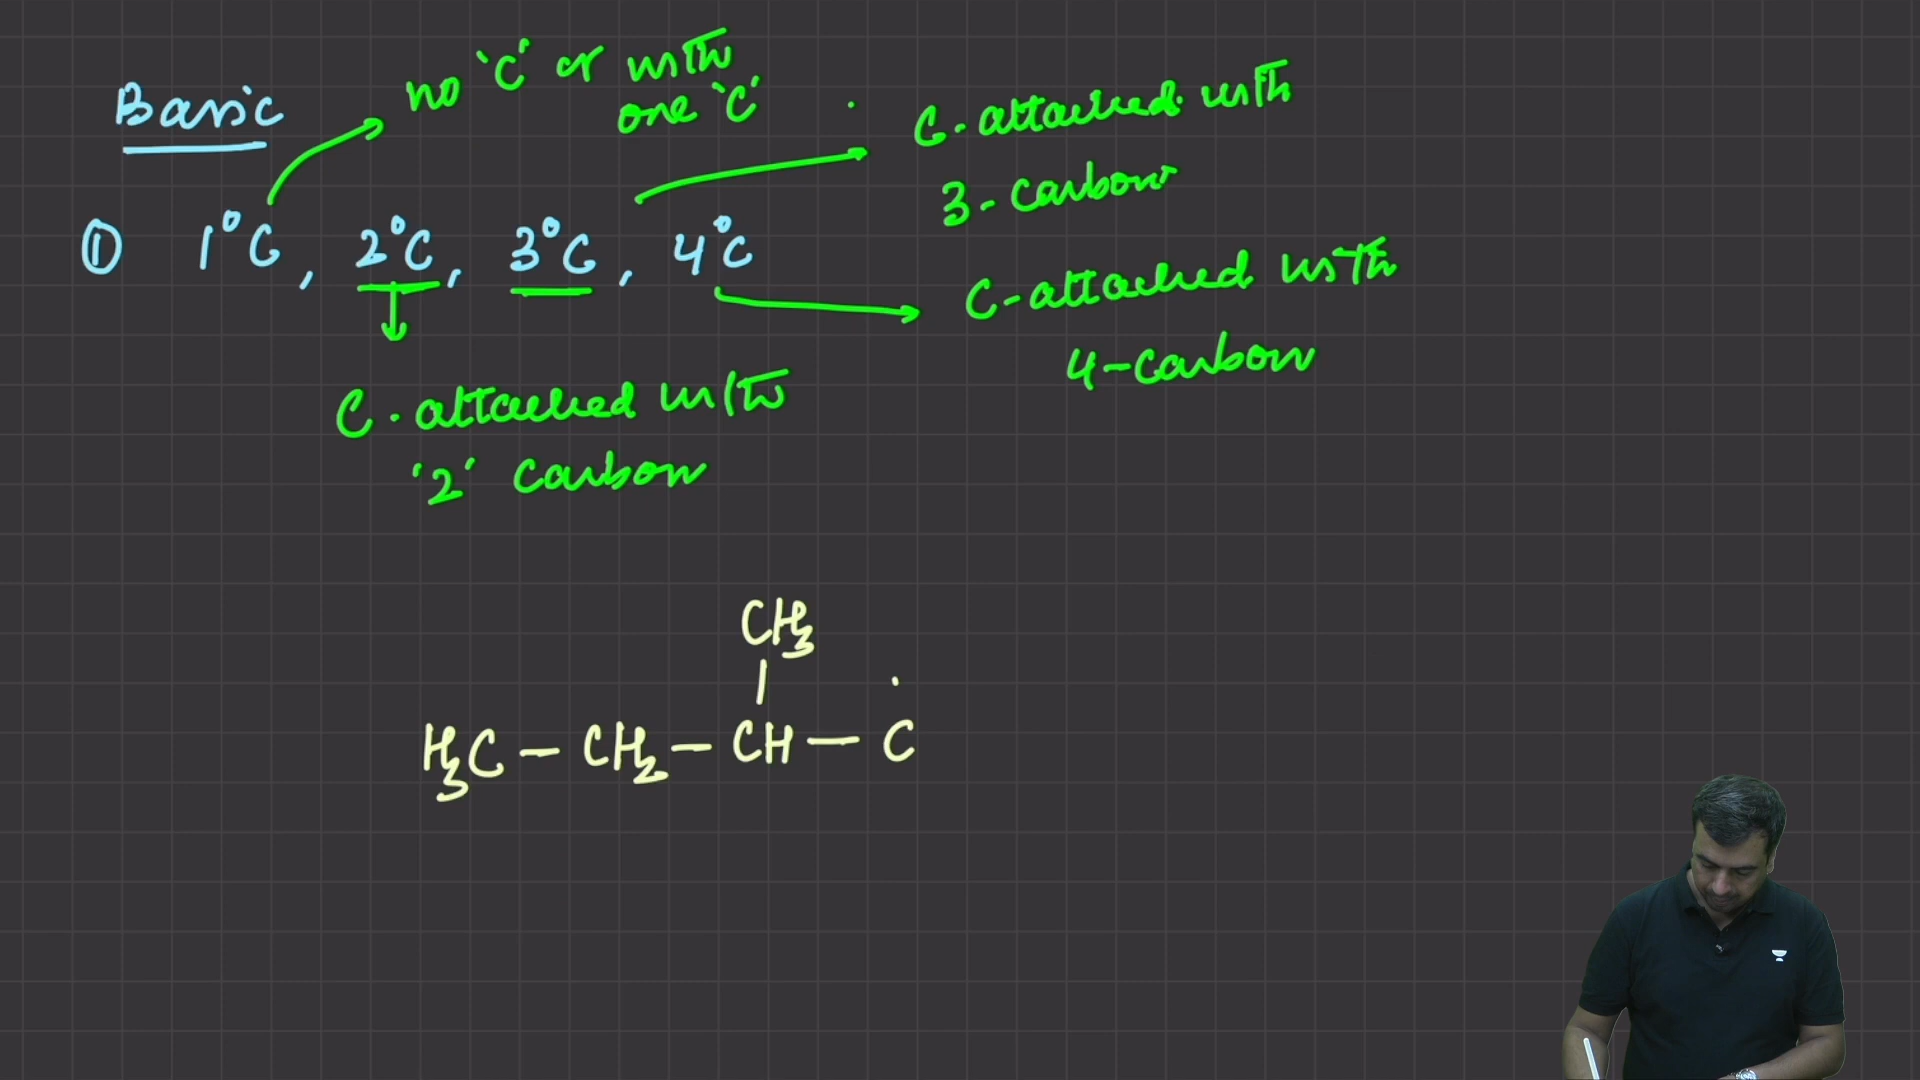 Basic
no 'C' or with
one 'C'
C-attached with
3-carbons
① 1°C, 2°C, 3°C, 4°C
C-attached with
4-carbon
C-attached with
'2' carbon
CH₃
|
H₃C — CH₂ — CH — C